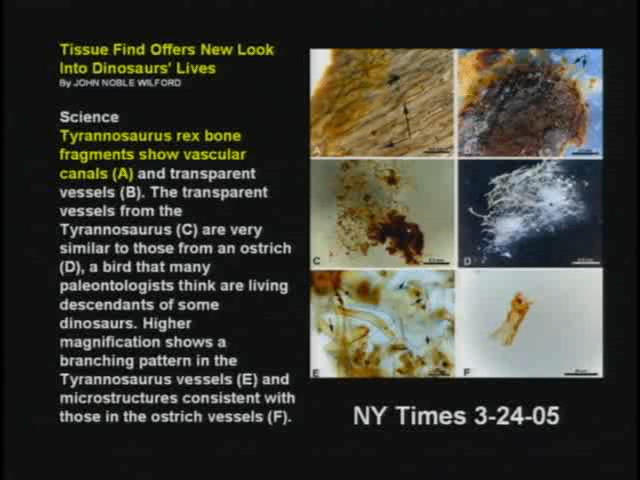 Tissue Find Offers New Look
Into Dinosaurs' Lives
By JOHN NOBLE WILFORD
Science
Tyrannosaurus rex bone
fragments show vascular
canals (A) and transparent
vessels (B). The transparent
vessels from the
Tyrannosaurus (C) are very
similar to those from an ostrich
(D), a bird that many
paleontologists think are living
descendants of some
dinosaurs. Higher
magnification shows a
branching pattern in the
Tyrannosaurus vessels (E) and
microstructures consistent with
those in the ostrich vessels (F).
A
B
C
D
E
F
NY Times 3-24-05